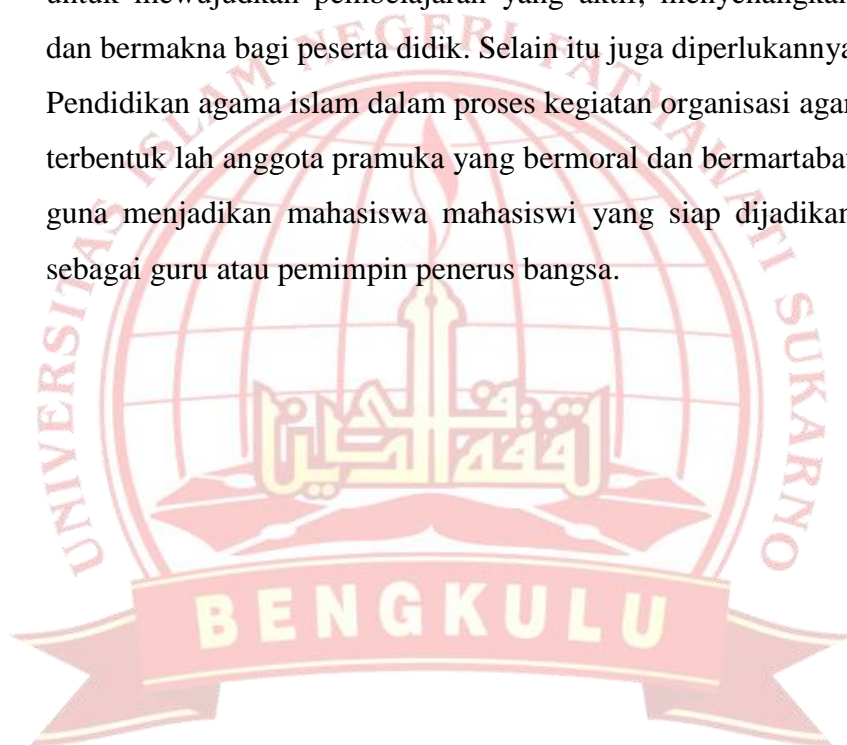 untuk mewujudkan pembelajaran yang aktif, menyenangkan
dan bermakna bagi peserta didik. Selain itu juga diperlukannya
Pendidikan agama islam dalam proses kegiatan organisasi agar
terbentuk lah anggota pramuka yang bermoral dan bermartabat
guna menjadikan mahasiswa mahasiswi yang siap dijadikan
sebagai guru atau pemimpin penerus bangsa.
UNIVERSITAS ISLAM NEGERI FATMAWATI SUKARNO
BENGKULU